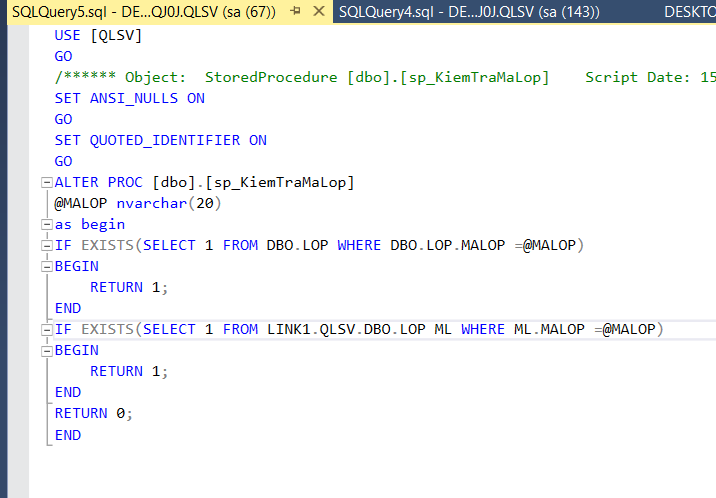 SQLQuery5.sql - DE...QJ0J.QLSV (sa (67)) SQLQuery4.sql - DE...J0J.QLSV (sa (143)) DESKTO
USE [QLSV]
GO
/****** Object:  StoredProcedure [dbo].[sp_KiemTraMaLop]    Script Date: 15
SET ANSI_NULLS ON
GO
SET QUOTED_IDENTIFIER ON
GO
ALTER PROC [dbo].[sp_KiemTraMaLop]
@MALOP nvarchar(20)
as begin
IF EXISTS(SELECT 1 FROM DBO.LOP WHERE DBO.LOP.MALOP =@MALOP)
BEGIN
    RETURN 1;
END
IF EXISTS(SELECT 1 FROM LINK1.QLSV.DBO.LOP ML WHERE ML.MALOP =@MALOP)
BEGIN
    RETURN 1;
END
RETURN 0;
END